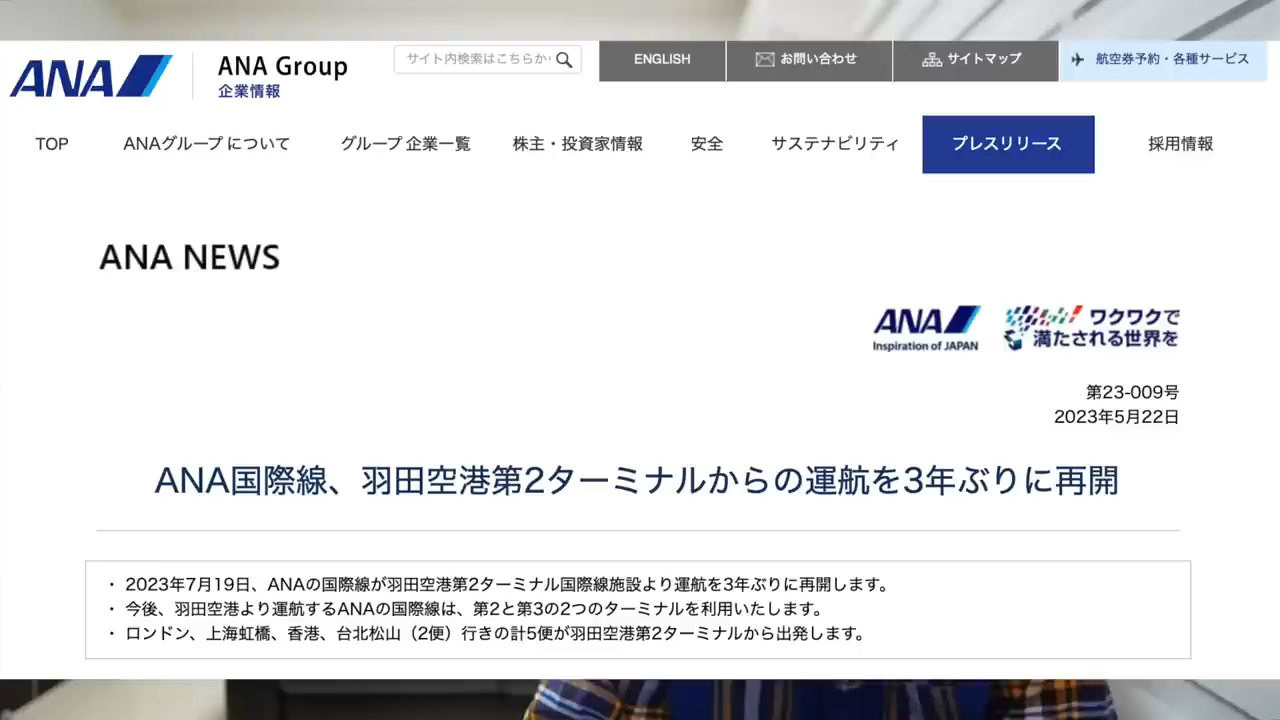 ANA
ANA Group
企業情報
サイト内検索はこちらか
ENGLISH
お問い合わせ
サイトマップ
航空券予約・各種サービス
TOP
ANAグループについて
グループ企業一覧
株主・投資家情報
安全
サステナビリティ
プレスリリース
採用情報
ANA NEWS
ANA
Inspiration of JAPAN
ワクワクで
満たされる世界を
第23-009号
2023年5月22日
ANA国際線、羽田空港第2ターミナルからの運航を3年ぶりに再開
・ 2023年7月19日、ANAの国際線が羽田空港第2ターミナル国際線施設より運航を3年ぶりに再開します。
・ 今後、羽田空港より運航するANAの国際線は、第2と第3の2つのターミナルを利用いたします。
・ ロンドン、上海虹橋、香港、台北松山（2便）行きの計5便が羽田空港第2ターミナルから出発します。